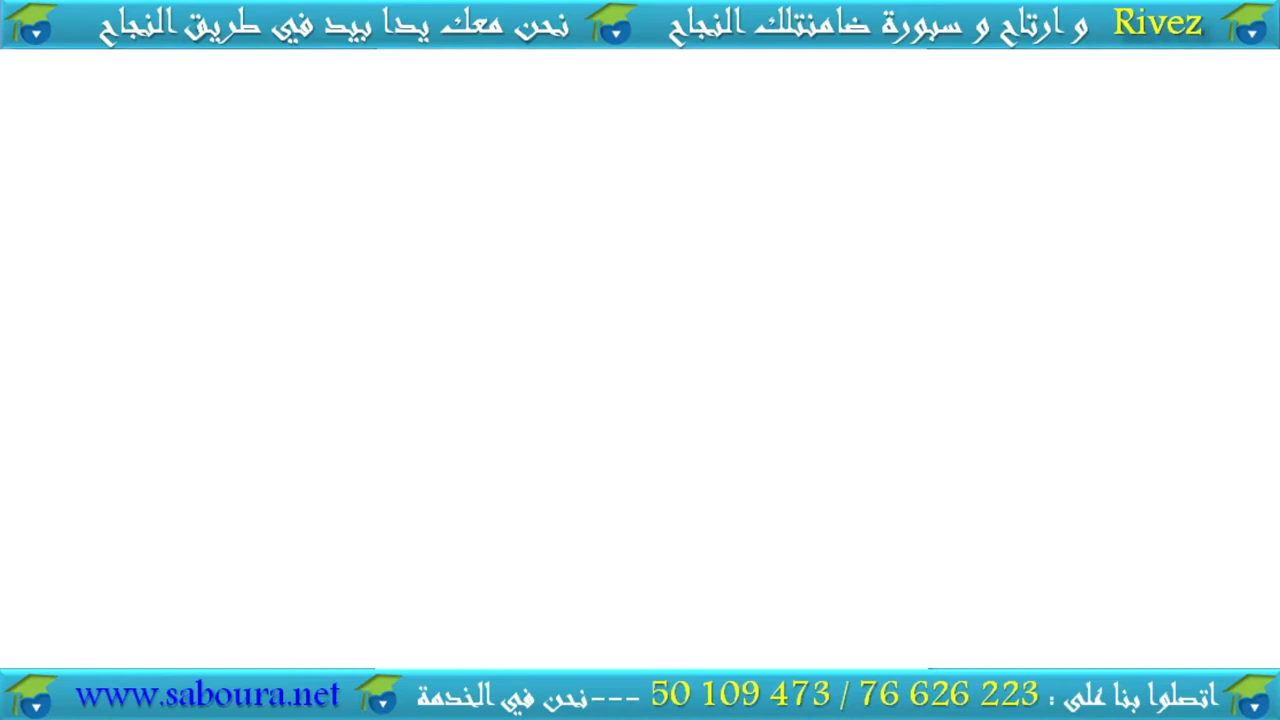 Rivez و ارتاح و سبورة ضامنتلك النجاح نحن معك يدا بيد في طريق النجاح
اتصلوا بنا على : 223 626 76 / 473 109 50 ---نحن في الخدمة www.saboura.net